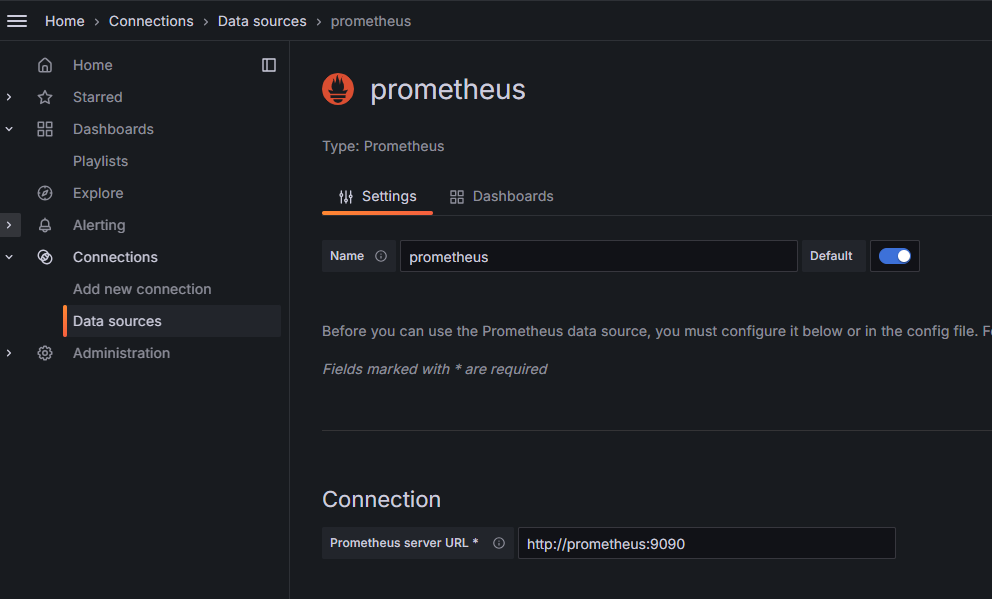 Home › Connections › Data sources › prometheus
Home
Starred
Dashboards
Playlists
Explore
Alerting
Connections
Add new connection
Data sources
Administration
prometheus
Type: Prometheus
Settings Dashboards
Name prometheus Default
Before you can use the Prometheus data source, you must configure it below or in the config file.
Fields marked with * are required
Connection
Prometheus server URL * http://prometheus:9090